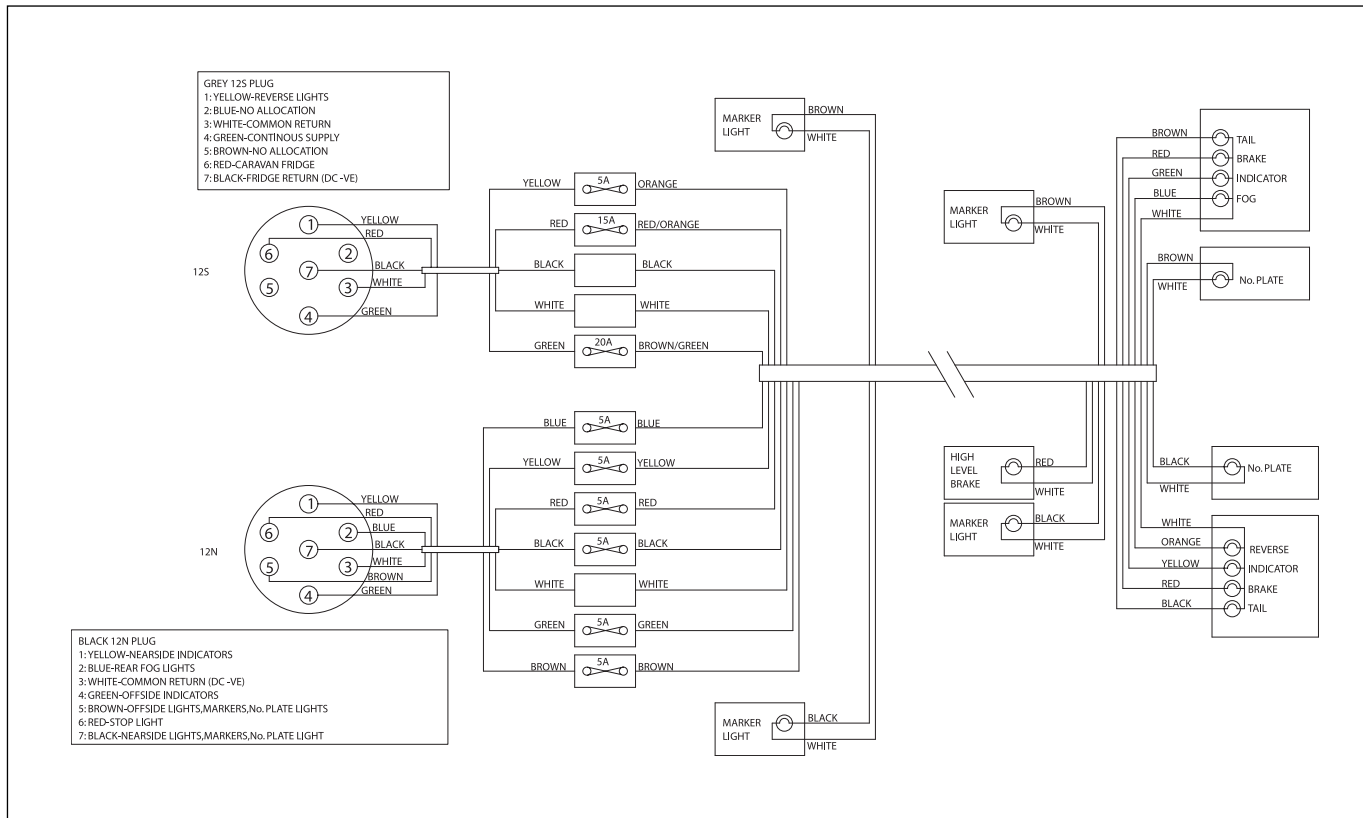 GREY 12S PLUG
1: YELLOW-REVERSE LIGHTS
2: BLUE-NO ALLOCATION
3: WHITE-COMMON RETURN
4: GREEN-CONTINOUS SUPPLY
5: BROWN-NO ALLOCATION
6: RED-CARAVAN FRIDGE
7: BLACK-FRIDGE RETURN (DC -VE)
12S
1
2
3
4
5
6
7
YELLOW
RED
BLACK
WHITE
GREEN
YELLOW 5A ORANGE
RED 15A RED/ORANGE
BLACK BLACK
WHITE WHITE
GREEN 20A BROWN/GREEN
12N
1
2
3
4
5
6
7
YELLOW
RED
BLUE
BLACK
WHITE
BROWN
GREEN
BLUE 5A BLUE
YELLOW 5A YELLOW
RED 5A RED
BLACK 5A BLACK
WHITE WHITE
GREEN 5A GREEN
BROWN 5A BROWN
BLACK 12N PLUG
1: YELLOW-NEARSIDE INDICATORS
2: BLUE-REAR FOG LIGHTS
3: WHITE-COMMON RETURN (DC -VE)
4: GREEN-OFFSIDE INDICATORS
5: BROWN-OFFSIDE LIGHTS,MARKERS,No. PLATE LIGHTS
6: RED-STOP LIGHT
7: BLACK-NEARSIDE LIGHTS,MARKERS,No. PLATE LIGHT
MARKER
LIGHT
BROWN
WHITE
MARKER
LIGHT
BLACK
WHITE
MARKER
LIGHT
BROWN
WHITE
HIGH
LEVEL
BRAKE
RED
WHITE
MARKER
LIGHT
BLACK
WHITE
BROWN TAIL
RED BRAKE
GREEN INDICATOR
BLUE FOG
WHITE
BROWN
WHITE No. PLATE
BLACK No. PLATE
WHITE
WHITE
ORANGE REVERSE
YELLOW INDICATOR
RED BRAKE
BLACK TAIL